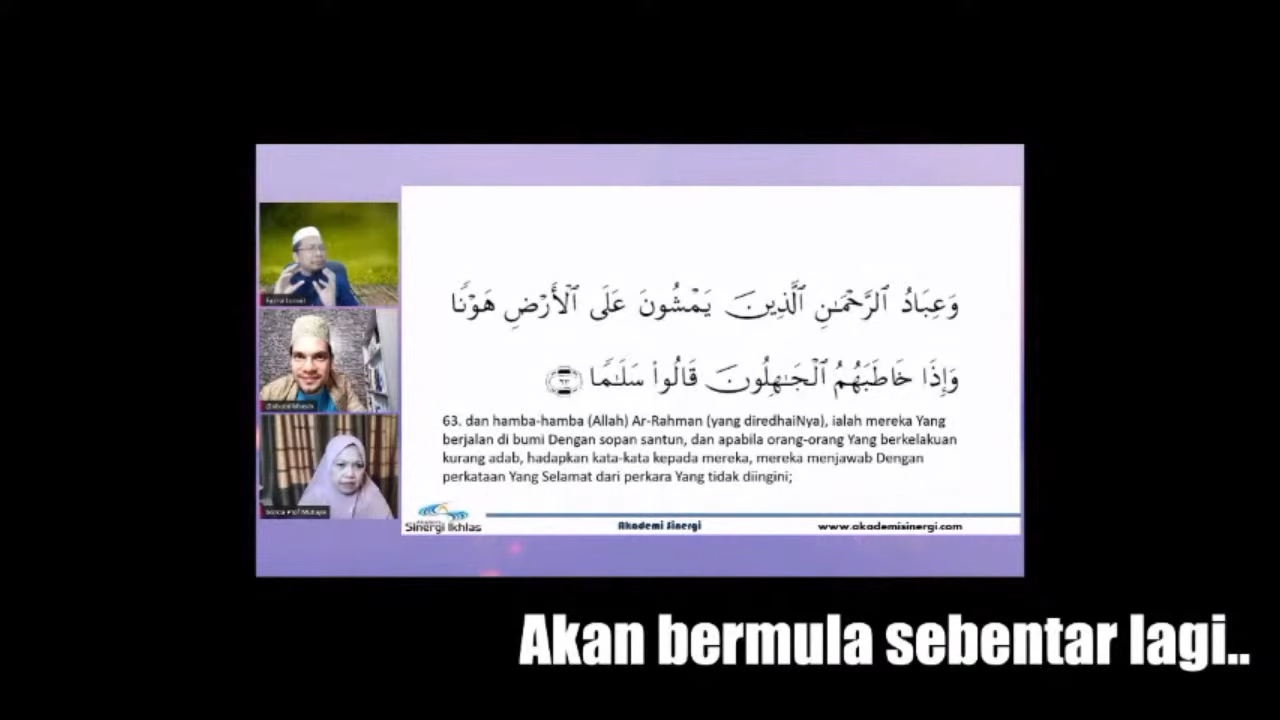 وَعِبَادُ ٱلرَّحْمَـٰنِ ٱلَّذِينَ يَمْشُونَ عَلَى ٱلْأَرْضِ هَوْنًا
وَإِذَا خَاطَبَهُمُ ٱلْجَـٰهِلُونَ قَالُوا۟ سَلَـٰمًا ٦٣
63. dan hamba-hamba (Allah) Ar-Rahman (yang diredhaiNya), ialah mereka Yang
berjalan di bumi Dengan sopan santun, dan apabila orang-orang Yang berkelakuan
kurang adab, hadapkan kata-kata kepada mereka, mereka menjawab Dengan
perkataan Yang Selamat dari perkara Yang tidak diingini;
Sinergi Ikhlas
Akademi Sinergi
www.akademisinergi.com
Akan bermula sebentar lagi..